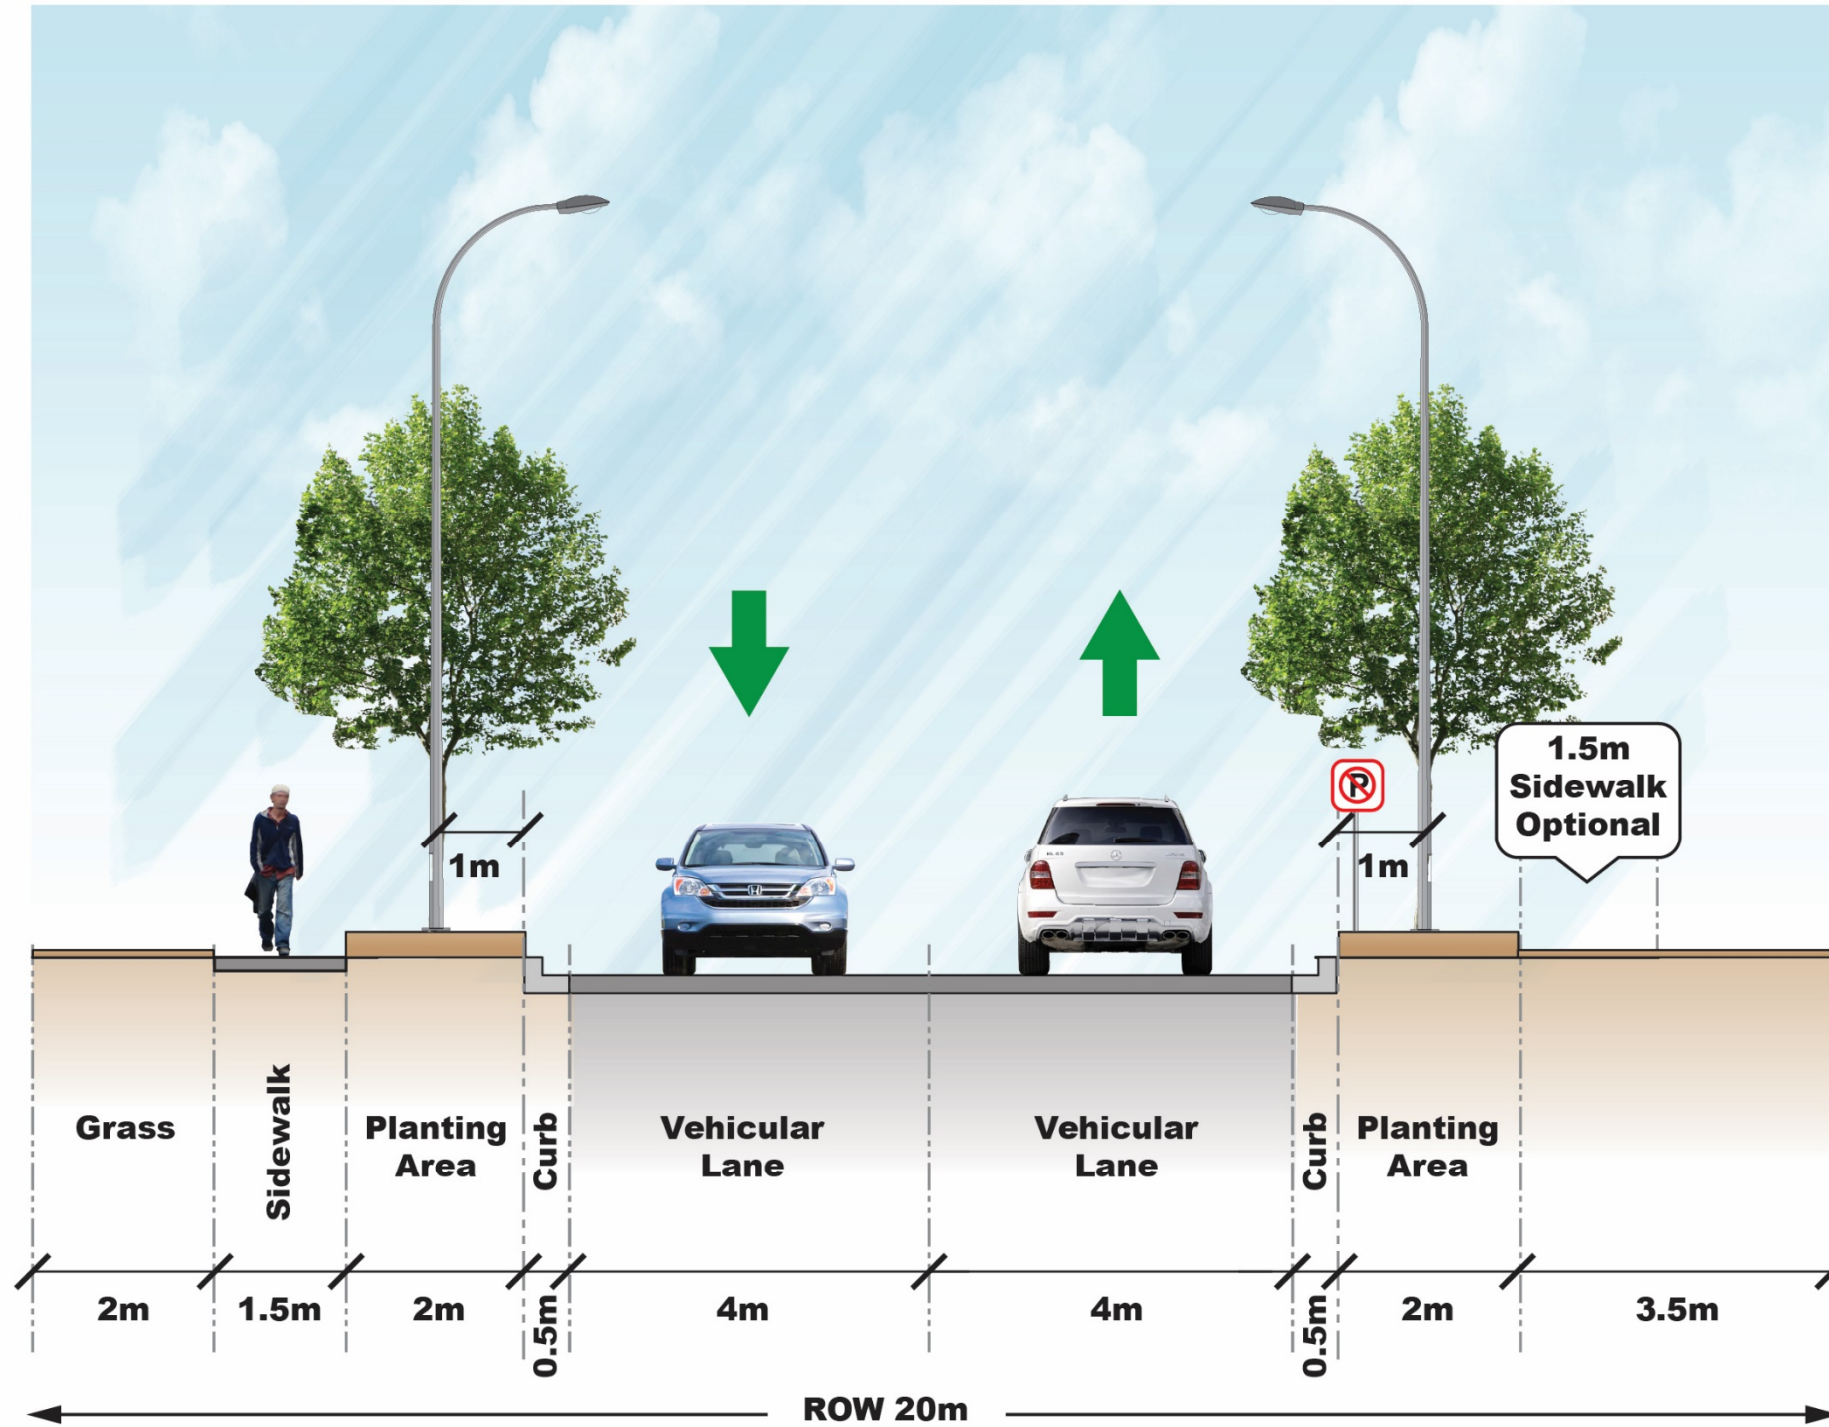 1.5m
Sidewalk
Optional
P
1m
1m
Grass
Sidewalk
Planting
Area
Curb
Vehicular
Lane
Vehicular
Lane
Curb
Planting
Area
2m
1.5m
2m
0.5m
4m
4m
0.5m
2m
3.5m
ROW 20m